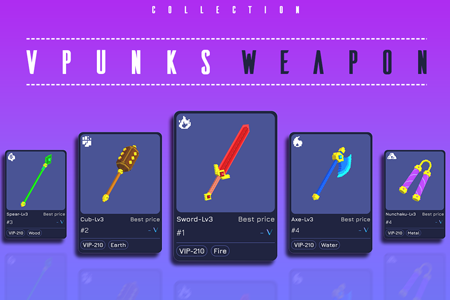 COLLECTION
VPUNKS WEAPON
Spear-Lv3 Best price
#3 - V
VIP-210 Wood
Cub-Lv3 Best price
#2 - V
VIP-210 Earth
Sword-Lv3 Best price
#1 - V
VIP-210 Fire
Axe-Lv3 Best price
#4 - V
VIP-210 Water
Nunchaku-Lv3 Best price
#4 - V
VIP-210 Metal